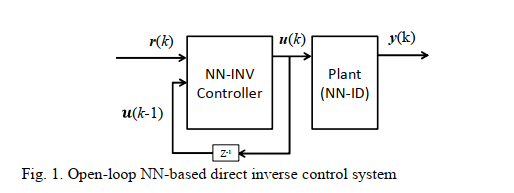 r(k)
u(k)
y(k)
NN-INV
Controller
Plant
(NN-ID)
u(k-1)
Z-1
Fig. 1. Open-loop NN-based direct inverse control system